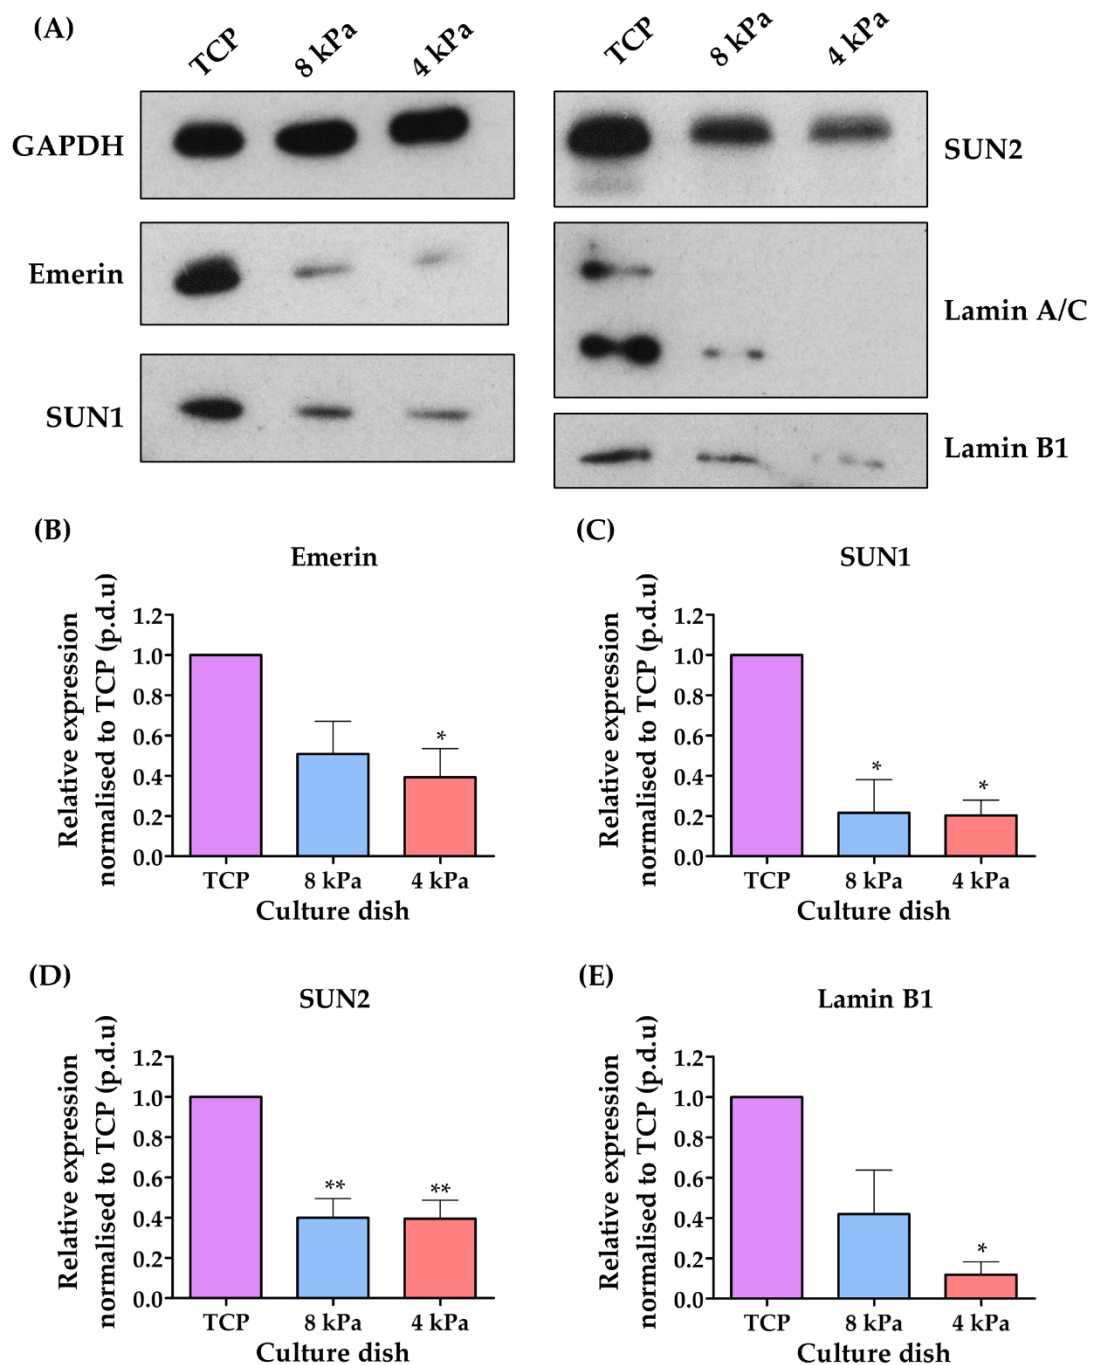 (A)
TCP 8 kPa 4 kPa
TCP 8 kPa 4 kPa
GAPDH
SUN2
Emerin
Lamin A/C
SUN1
Lamin B1
(B)
Emerin
Relative expression
normalised to TCP (p.d.u)
1.2
1.0
0.8
0.6
0.4
0.2
0.0
*
TCP 8 kPa 4 kPa
Culture dish
(C)
SUN1
Relative expression
normalised to TCP (p.d.u)
1.2
1.0
0.8
0.6
0.4
0.2
0.0
* *
TCP 8 kPa 4 kPa
Culture dish
(D)
SUN2
Relative expression
normalised to TCP (p.d.u)
1.2
1.0
0.8
0.6
0.4
0.2
0.0
** **
TCP 8 kPa 4 kPa
Culture dish
(E)
Lamin B1
Relative expression
normalised to TCP (p.d.u)
1.2
1.0
0.8
0.6
0.4
0.2
0.0
*
TCP 8 kPa 4 kPa
Culture dish